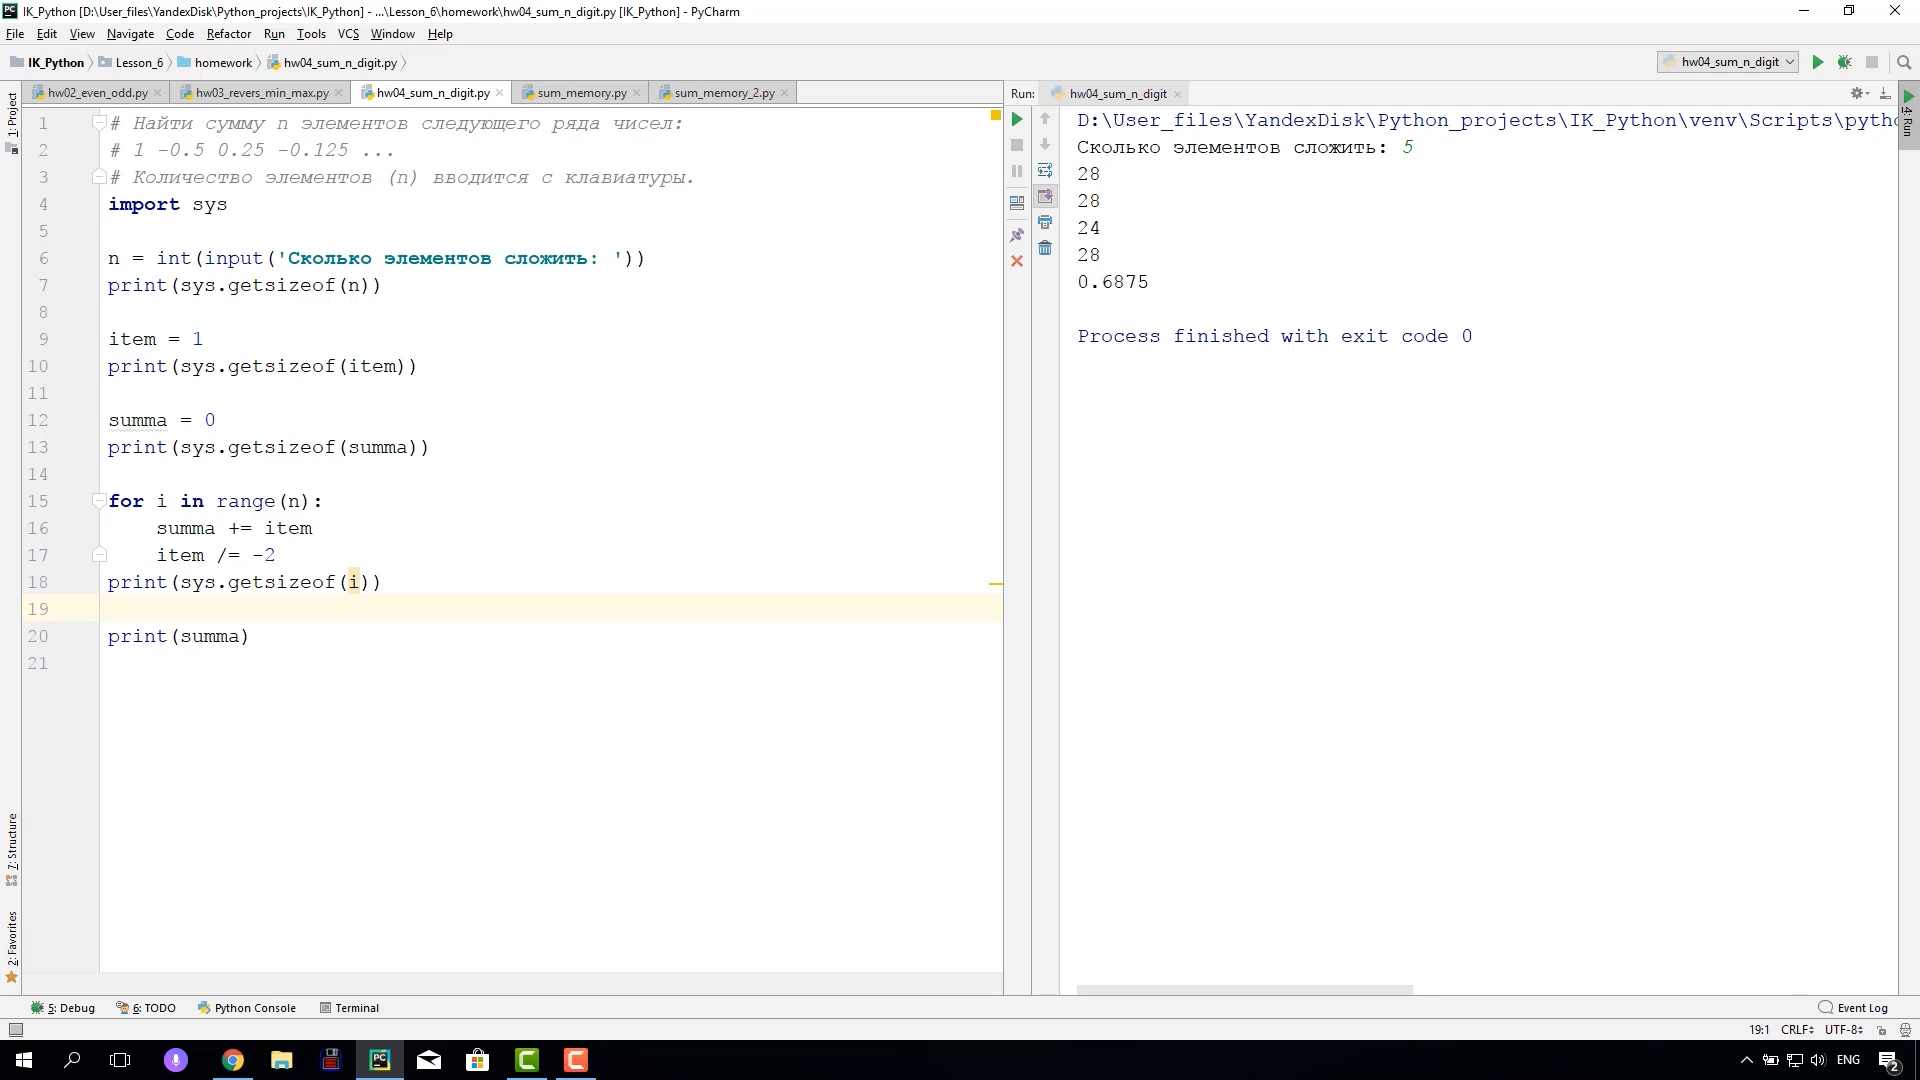 IK_Python [D:\User_files\YandexDisk\Python_projects\IK_Python] - ...\Lesson_6\homework\hw04_sum_n_digit.py [IK_Python] - PyCharm
File Edit View Navigate Code Refactor Run Tools VCS Window Help
IK_Python Lesson_6 homework hw04_sum_n_digit.py
hw04_sum_n_digit
hw02_even_odd.py hw03_revers_min_max.py hw04_sum_n_digit.py sum_memory.py sum_memory_2.py
1: Project
7: Structure
2: Favorites
1 # Найти сумму n элементов следующего ряда чисел:
2 # 1 -0.5 0.25 -0.125 ...
3 # Количество элементов (n) вводится с клавиатуры.
4 import sys
5
6 n = int(input('Сколько элементов сложить: '))
7 print(sys.getsizeof(n))
8
9 item = 1
10 print(sys.getsizeof(item))
11
12 summa = 0
13 print(sys.getsizeof(summa))
14
15 for i in range(n):
16 summa += item
17 item /= -2
18 print(sys.getsizeof(i))
19
20 print(summa)
21
Run: hw04_sum_n_digit
4: Run
D:\User_files\YandexDisk\Python_projects\IK_Python\venv\Scripts\pytho
Сколько элементов сложить: 5
28
28
24
28
0.6875
Process finished with exit code 0
5: Debug 6: TODO Python Console Terminal Event Log
19:1 CRLF UTF-8
PC ENG 2